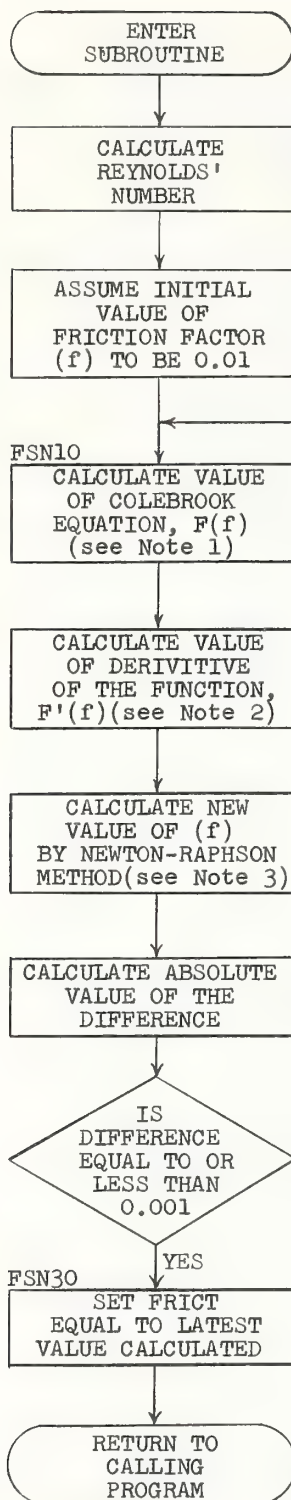 ENTER
SUBROUTINE
CALCULATE
REYNOLDS'
NUMBER
ASSUME INITIAL
VALUE OF
FRICTION FACTOR
(f) TO BE 0.01
FSN10
CALCULATE VALUE
OF COLEBROOK
EQUATION, F(f)
(see Note 1)
CALCULATE VALUE
OF DERIVITIVE
OF THE FUNCTION,
F'(f)(see Note 2)
CALCULATE NEW
VALUE OF (f)
BY NEWTON-RAPHSON
METHOD(see Note 3)
CALCULATE ABSOLUTE
VALUE OF THE
DIFFERENCE
IS
DIFFERENCE
EQUAL TO OR
LESS THAN
0.001
YES
FSN30
SET FRICT
EQUAL TO LATEST
VALUE CALCULATED
RETURN TO
CALLING
PROGRAM